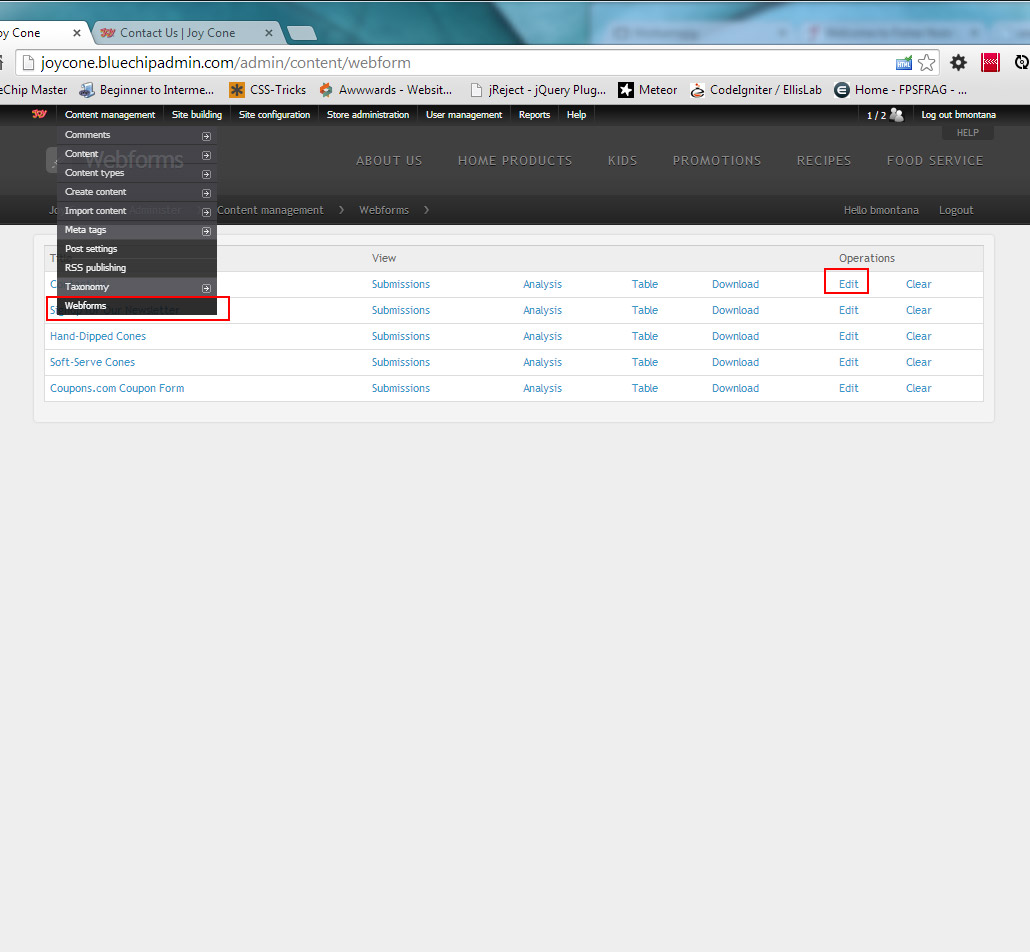 oy Cone
Contact Us | Joy Cone
joycone.bluechipadmin.com/admin/content/webform
eChip Master Beginner to Interme... CSS-Tricks Awwwards - Websit... jReject - jQuery Plug... Meteor CodeIgniter / EllisLab Home - FPSFRAG - ...
JOY Content management Site building Site configuration Store administration User management Reports Help 1 / 2 Log out bmontana
HELP
Comments
Content
Content types
Create content
Import content
Meta tags
Post settings
RSS publishing
Taxonomy
Webforms
Webforms
ABOUT US HOME PRODUCTS KIDS PROMOTIONS RECIPES FOOD SERVICE
Content management > Webforms > Hello bmontana Logout
View Operations
Submissions Analysis Table Download Edit Clear
Newsletter Submissions Analysis Table Download Edit Clear
Hand-Dipped Cones Submissions Analysis Table Download Edit Clear
Soft-Serve Cones Submissions Analysis Table Download Edit Clear
Coupons.com Coupon Form Submissions Analysis Table Download Edit Clear